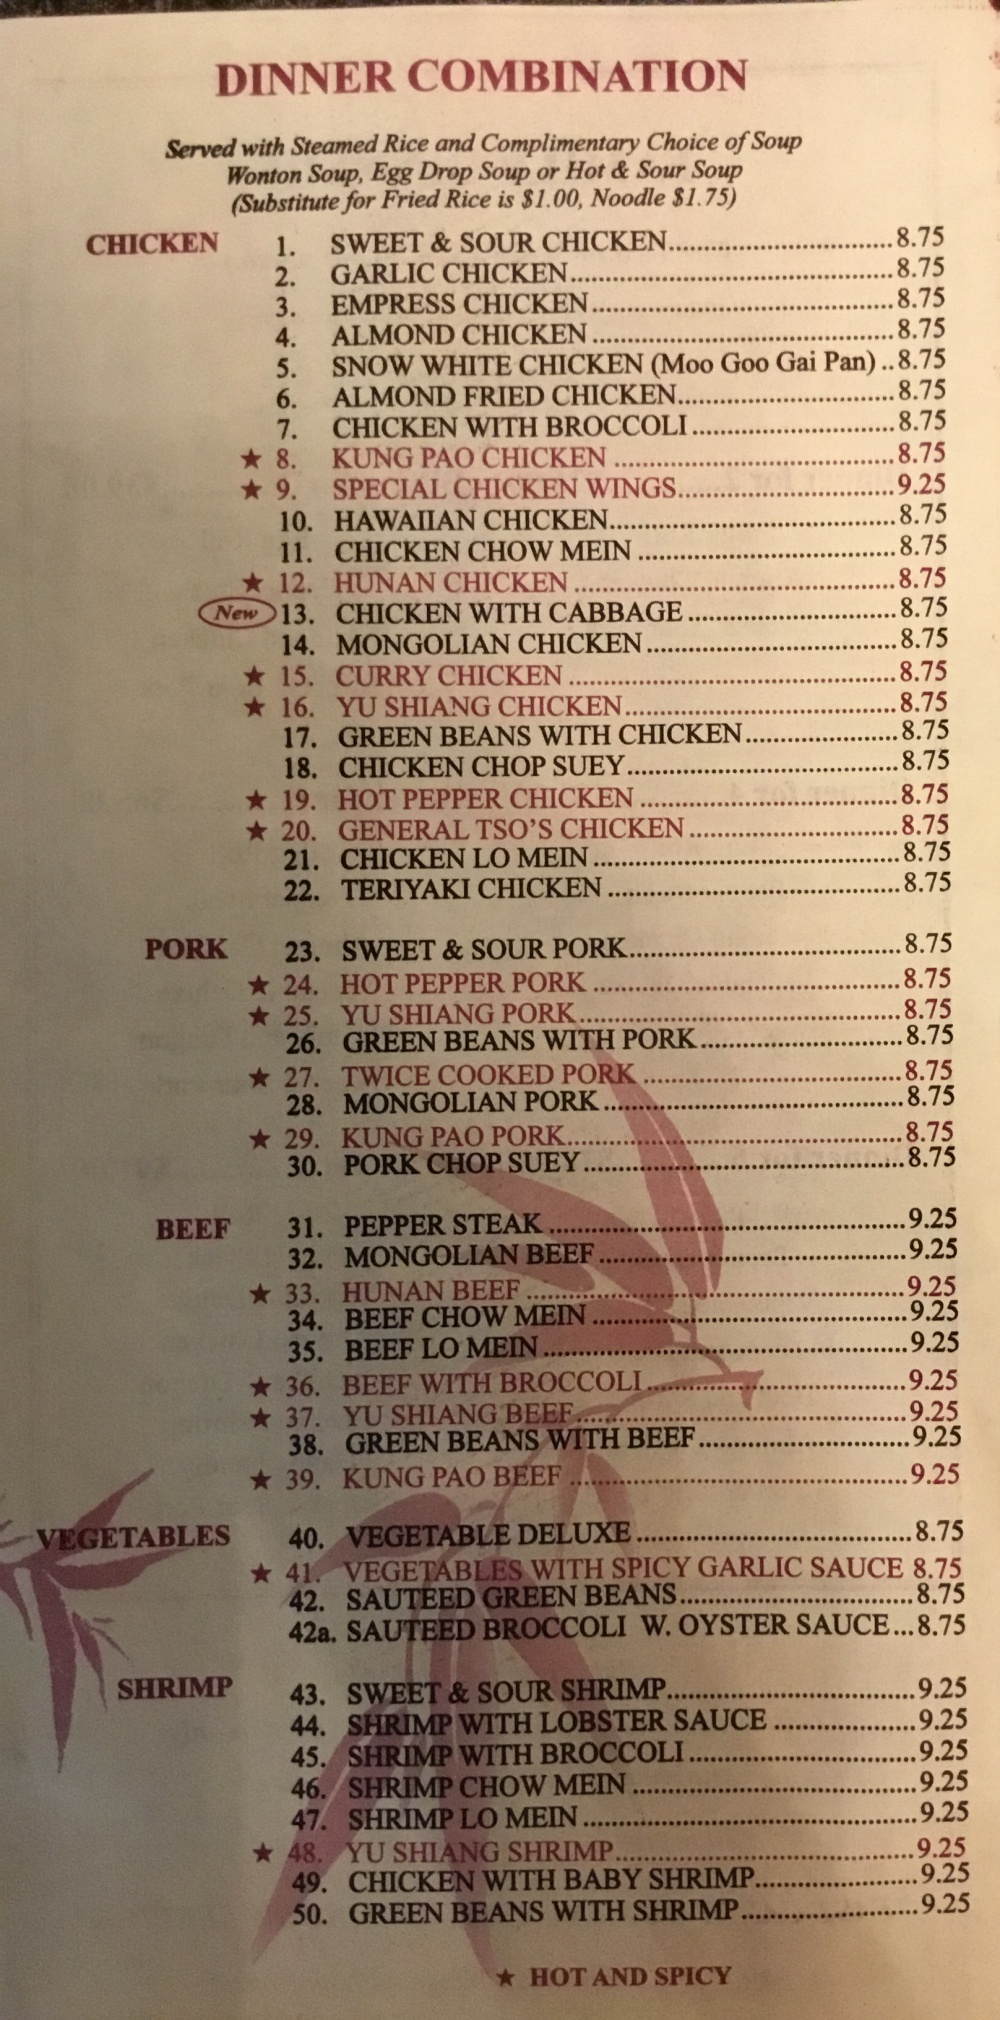 DINNER COMBINATION
Served with Steamed Rice and Complimentary Choice of Soup
Wonton Soup, Egg Drop Soup or Hot & Sour Soup
(Substitute for Fried Rice is $1.00, Noodle $1.75)
CHICKEN 1. SWEET & SOUR CHICKEN................................8.75
2. GARLIC CHICKEN..............................................8.75
3. EMPRESS CHICKEN...........................................8.75
4. ALMOND CHICKEN...........................................8.75
5. SNOW WHITE CHICKEN (Moo Goo Gai Pan)..8.75
6. ALMOND FRIED CHICKEN...............................8.75
7. CHICKEN WITH BROCCOLI.............................8.75
★ 8. KUNG PAO CHICKEN........................................8.75
★ 9. SPECIAL CHICKEN WINGS...............................9.25
10. HAWAIIAN CHICKEN.........................................8.75
11. CHICKEN CHOW MEIN.....................................8.75
★ 12. HUNAN CHICKEN..............................................8.75
New 13. CHICKEN WITH CABBAGE..............................8.75
14. MONGOLIAN CHICKEN....................................8.75
★ 15. CURRY CHICKEN...............................................8.75
★ 16. YU SHIANG CHICKEN.......................................8.75
17. GREEN BEANS WITH CHICKEN......................8.75
18. CHICKEN CHOP SUEY.......................................8.75
★ 19. HOT PEPPER CHICKEN.....................................8.75
★ 20. GENERAL TSO'S CHICKEN..............................8.75
21. CHICKEN LO MEIN............................................8.75
22. TERIYAKI CHICKEN..........................................8.75
PORK 23. SWEET & SOUR PORK.......................................8.75
★ 24. HOT PEPPER PORK............................................8.75
★ 25. YU SHIANG PORK..............................................8.75
26. GREEN BEANS WITH PORK.............................8.75
★ 27. TWICE COOKED PORK.....................................8.75
28. MONGOLIAN PORK...........................................8.75
★ 29. KUNG PAO PORK................................................8.75
30. PORK CHOP SUEY..............................................8.75
BEEF 31. PEPPER STEAK...................................................9.25
32. MONGOLIAN BEEF............................................9.25
★ 33. HUNAN BEEF......................................................9.25
34. BEEF CHOW MEIN.............................................9.25
35. BEEF LO MEIN....................................................9.25
★ 36. BEEF WITH BROCCOLI.....................................9.25
★ 37. YU SHIANG BEEF...............................................9.25
38. GREEN BEANS WITH BEEF..............................9.25
★ 39. KUNG PAO BEEF................................................9.25
VEGETABLES 40. VEGETABLE DELUXE.......................................8.75
★ 41. VEGETABLES WITH SPICY GARLIC SAUCE 8.75
42. SAUTEED GREEN BEANS.................................8.75
42a. SAUTEED BROCCOLI W. OYSTER SAUCE...8.75
SHRIMP 43. SWEET & SOUR SHRIMP....................................9.25
44. SHRIMP WITH LOBSTER SAUCE....................9.25
45. SHRIMP WITH BROCCOLI................................9.25
46. SHRIMP CHOW MEIN........................................9.25
47. SHRIMP LO MEIN...............................................9.25
★ 48. YU SHIANG SHRIMP...........................................9.25
49. CHICKEN WITH BABY SHRIMP.......................9.25
50. GREEN BEANS WITH SHRIMP.........................9.25
★ HOT AND SPICY